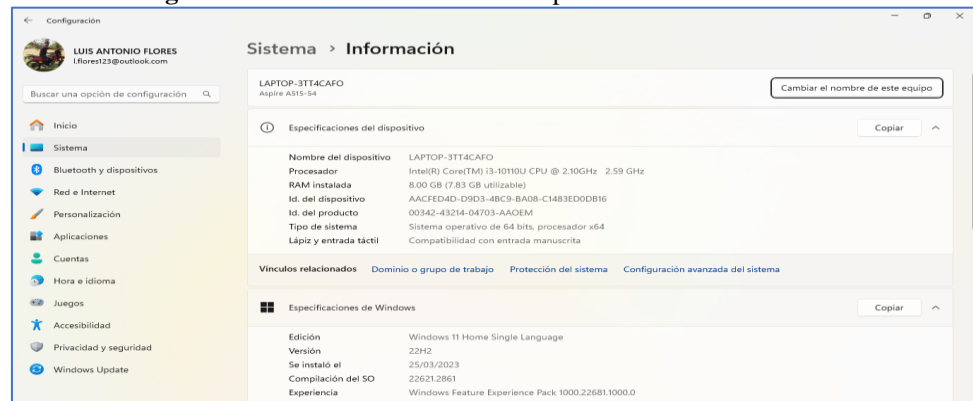 Configuración
LUIS ANTONIO FLORES
l.flores123@outlook.com
Buscar una opción de configuración
Inicio
Sistema
Bluetooth y dispositivos
Red e Internet
Personalización
Aplicaciones
Cuentas
Hora e idioma
Juegos
Accesibilidad
Privacidad y seguridad
Windows Update
Sistema > Información
LAPTOP-3TT4CAFO
Aspire A515-54
Cambiar el nombre de este equipo
Especificaciones del dispositivo Copiar
Nombre del dispositivo LAPTOP-3TT4CAFO
Procesador Intel(R) Core(TM) i3-10110U CPU @ 2.10GHz 2.59 GHz
RAM instalada 8.00 GB (7.83 GB utilizable)
Id. del dispositivo AACFED4D-D9D3-4BC9-BA08-C1483ED0DB16
Id. del producto 00342-43214-04703-AAOEM
Tipo de sistema Sistema operativo de 64 bits, procesador x64
Lápiz y entrada táctil Compatibilidad con entrada manuscrita
Vínculos relacionados Dominio o grupo de trabajo Protección del sistema Configuración avanzada del sistema
Especificaciones de Windows Copiar
Edición Windows 11 Home Single Language
Versión 22H2
Se instaló el 25/03/2023
Compilación del SO 22621.2861
Experiencia Windows Feature Experience Pack 1000.22681.1000.0